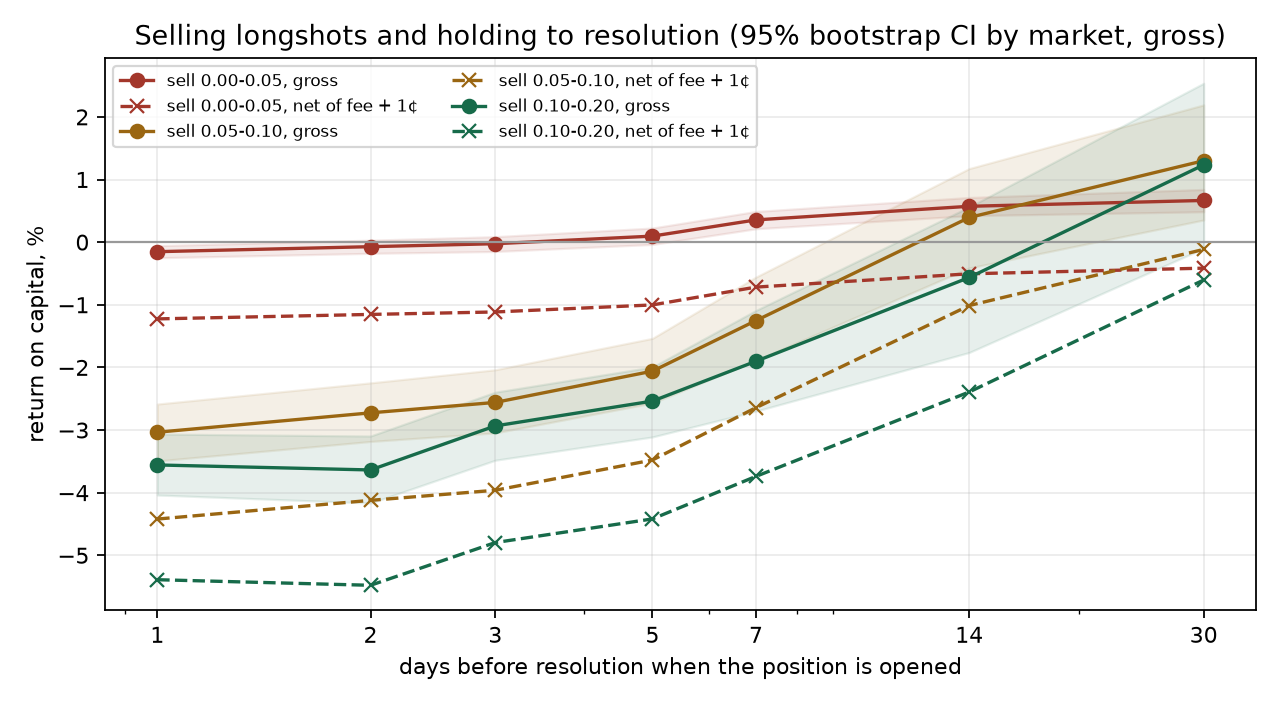 Selling longshots and holding to resolution (95% bootstrap CI by market, gross)
sell 0.00-0.05, gross
sell 0.00-0.05, net of fee + 1¢
sell 0.05-0.10, gross
sell 0.05-0.10, net of fee + 1¢
sell 0.10-0.20, gross
sell 0.10-0.20, net of fee + 1¢
return on capital, %
2
1
0
−1
−2
−3
−4
−5
1 2 3 5 7 14 30
days before resolution when the position is opened